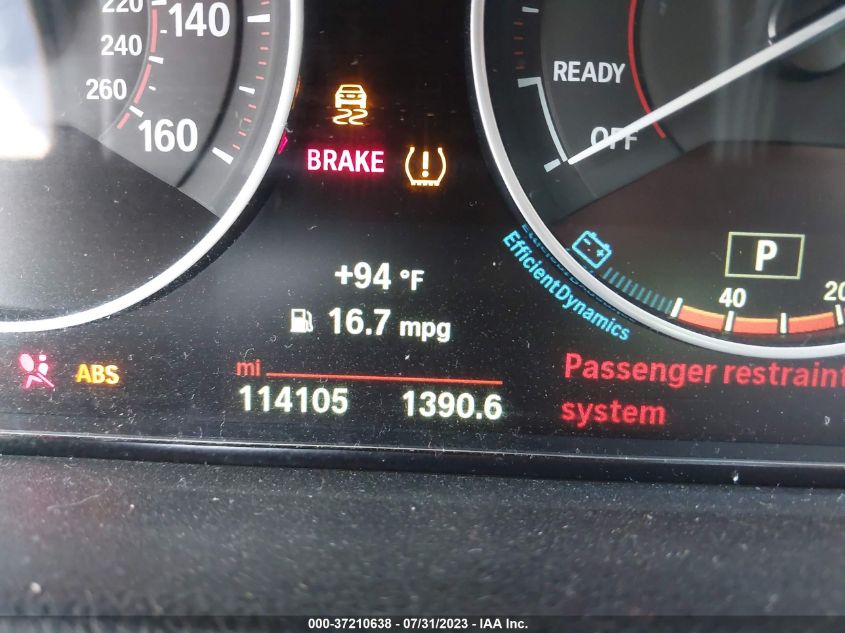 220
140
240
260
160
READY
OFF
BRAKE
EfficientDynamics
P
+94 °F
16.7 mpg
40
20
ABS
mi
114105 1390.6
Passenger restraint
system
000-37210638 - 07/31/2023 - IAA Inc.